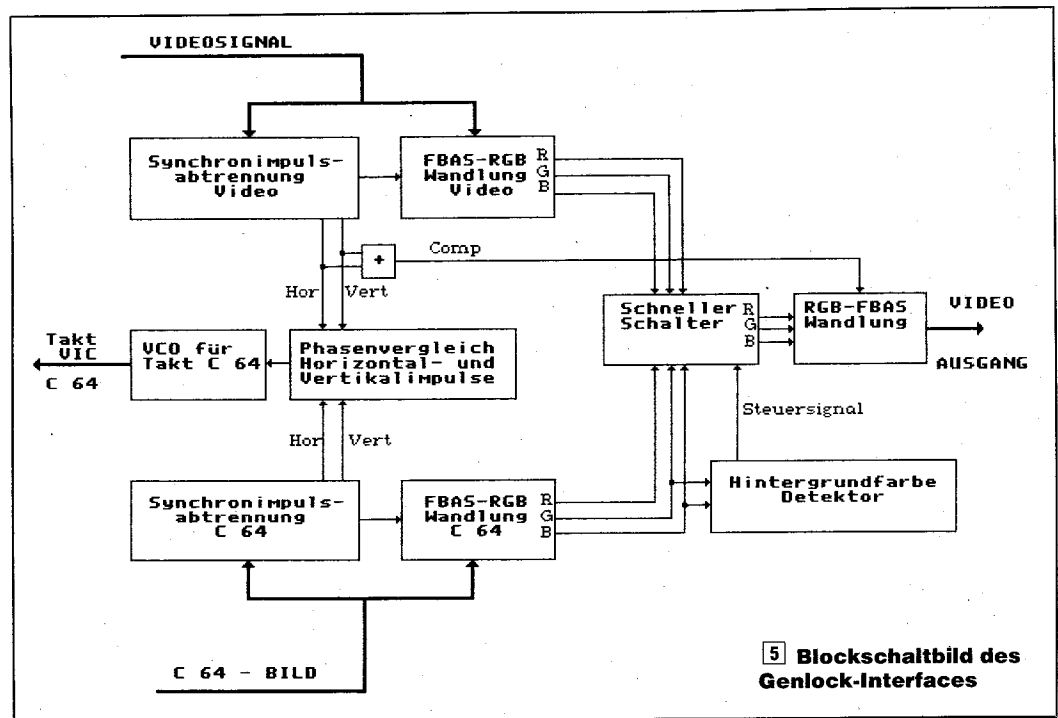 VIDEOSIGNAL
Synchronimpuls-
abtrennung
Video
FBAS-RGB
Wandlung
Video
R
G
B
+
Comp
Hor
Vert
Schneller
Schalter
R
G
B
RGB-FBAS
Wandlung
VIDEO
AUSGANG
Takt
VIC
C 64
VCO für
Takt C 64
Phasenvergleich
Horizontal- und
Vertikalimpulse
Steuersignal
Hor
Vert
Synchronimpuls-
abtrennung
C 64
FBAS-RGB
Wandlung
C 64
R
G
B
Hintergrundfarbe
Detektor
C 64 - BILD
5 Blockschaltbild des
Genlock-Interfaces